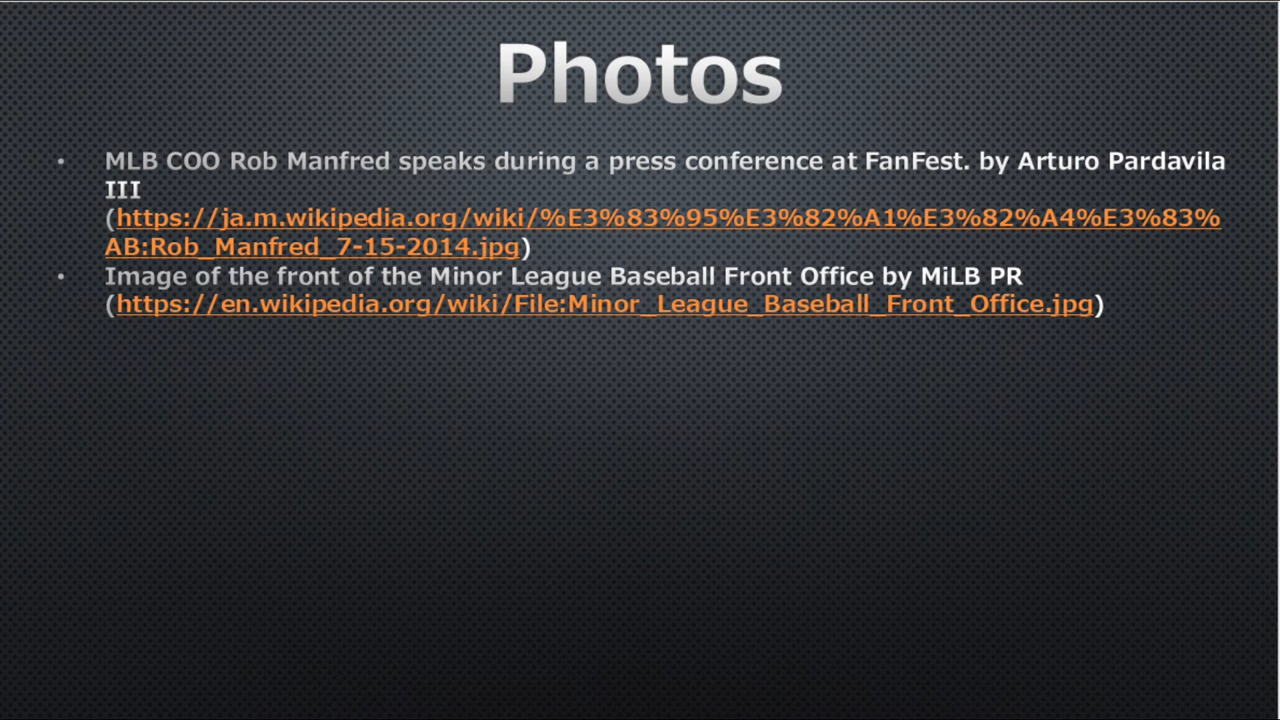 Photos
• MLB COO Rob Manfred speaks during a press conference at FanFest. by Arturo Pardavila
III
(https://ja.m.wikipedia.org/wiki/%E3%83%95%E3%82%A1%E3%82%A4%E3%83%
AB:Rob_Manfred_7-15-2014.jpg)
• Image of the front of the Minor League Baseball Front Office by MiLB PR
(https://en.wikipedia.org/wiki/File:Minor_League_Baseball_Front_Office.jpg)